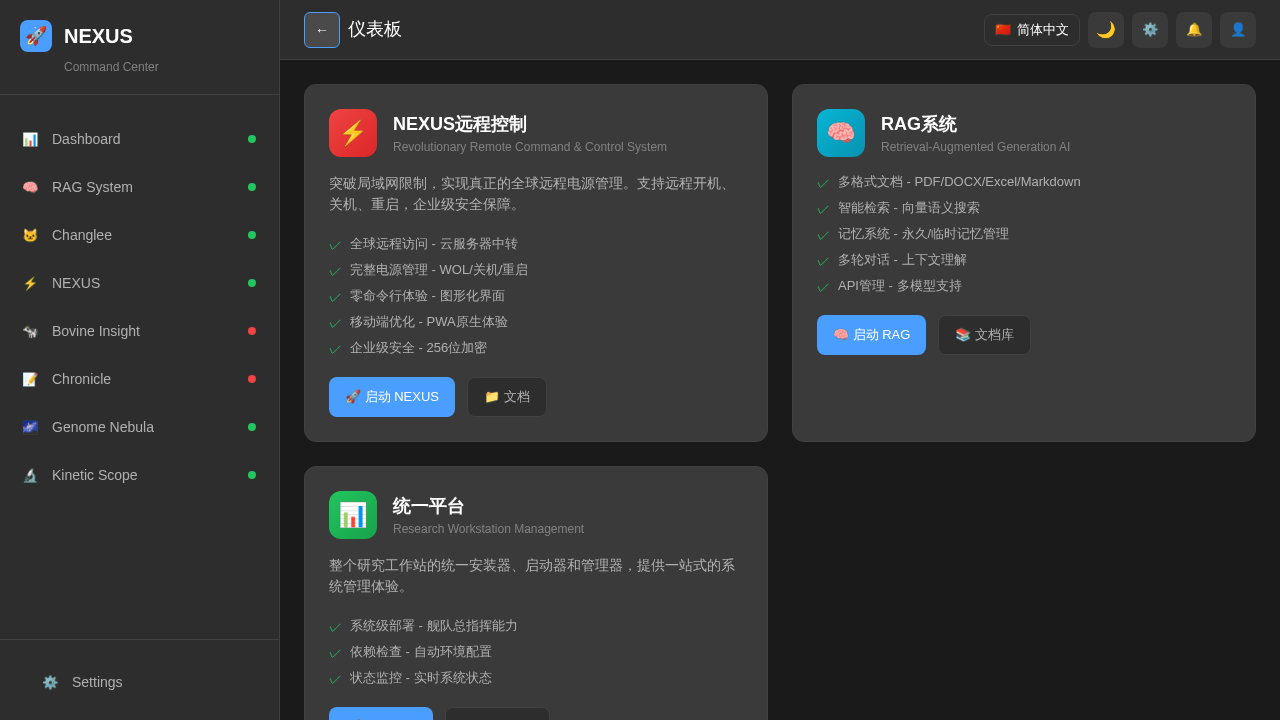 NEXUS
Command Center
Dashboard
RAG System
Changlee
NEXUS
Bovine Insight
Chronicle
Genome Nebula
Kinetic Scope
Settings
← 仪表板
简体中文
NEXUS远程控制
Revolutionary Remote Command & Control System
突破局域网限制，实现真正的全球远程电源管理。支持远程开机、
关机、重启，企业级安全保障。
✓ 全球远程访问 - 云服务器中转
✓ 完整电源管理 - WOL/关机/重启
✓ 零命令行体验 - 图形化界面
✓ 移动端优化 - PWA原生体验
✓ 企业级安全 - 256位加密
启动 NEXUS
文档
RAG系统
Retrieval-Augmented Generation AI
✓ 多格式文档 - PDF/DOCX/Excel/Markdown
✓ 智能检索 - 向量语义搜索
✓ 记忆系统 - 永久/临时记忆管理
✓ 多轮对话 - 上下文理解
✓ API管理 - 多模型支持
启动 RAG
文档库
统一平台
Research Workstation Management
整个研究工作站的统一安装器、启动器和管理器，提供一站式的系
统管理体验。
✓ 系统级部署 - 舰队总指挥能力
✓ 依赖检查 - 自动环境配置
✓ 状态监控 - 实时系统状态